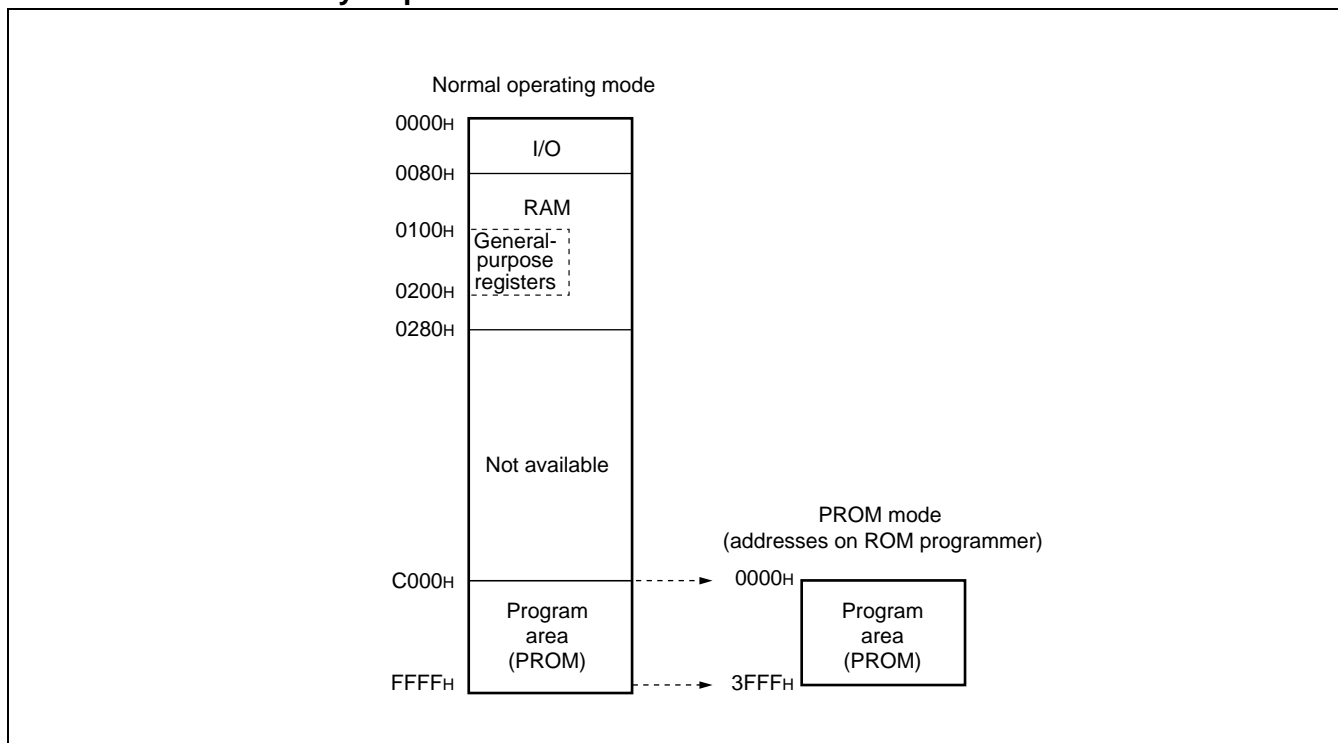 Normal operating mode
0000H
I/O
0080H
RAM
0100H
General-
purpose
registers
0200H
0280H
Not available
PROM mode
(addresses on ROM programmer)
C000H
0000H
Program
area
(PROM)
Program
area
(PROM)
FFFFH
3FFFH